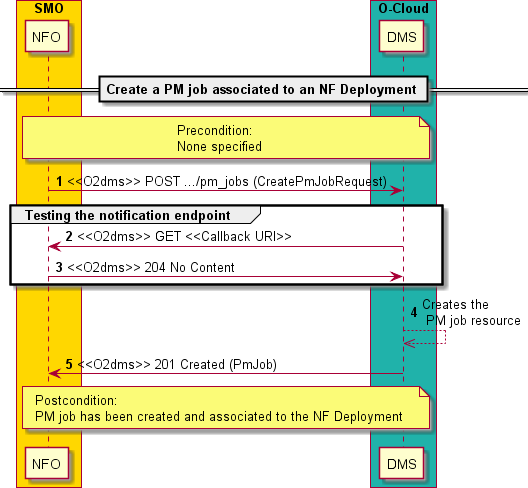 SMO
O-Cloud
NFO
DMS
Create a PM job associated to an NF Deployment
Precondition:
None specified
1 <<O2dms>> POST .../pm_jobs (CreatePmJobRequest)
Testing the notification endpoint
2 <<O2dms>> GET <<Callback URI>>
3 <<O2dms>> 204 No Content
4 Creates the
PM job resource
5 <<O2dms>> 201 Created (PmJob)
Postcondition:
PM job has been created and associated to the NF Deployment
NFO
DMS